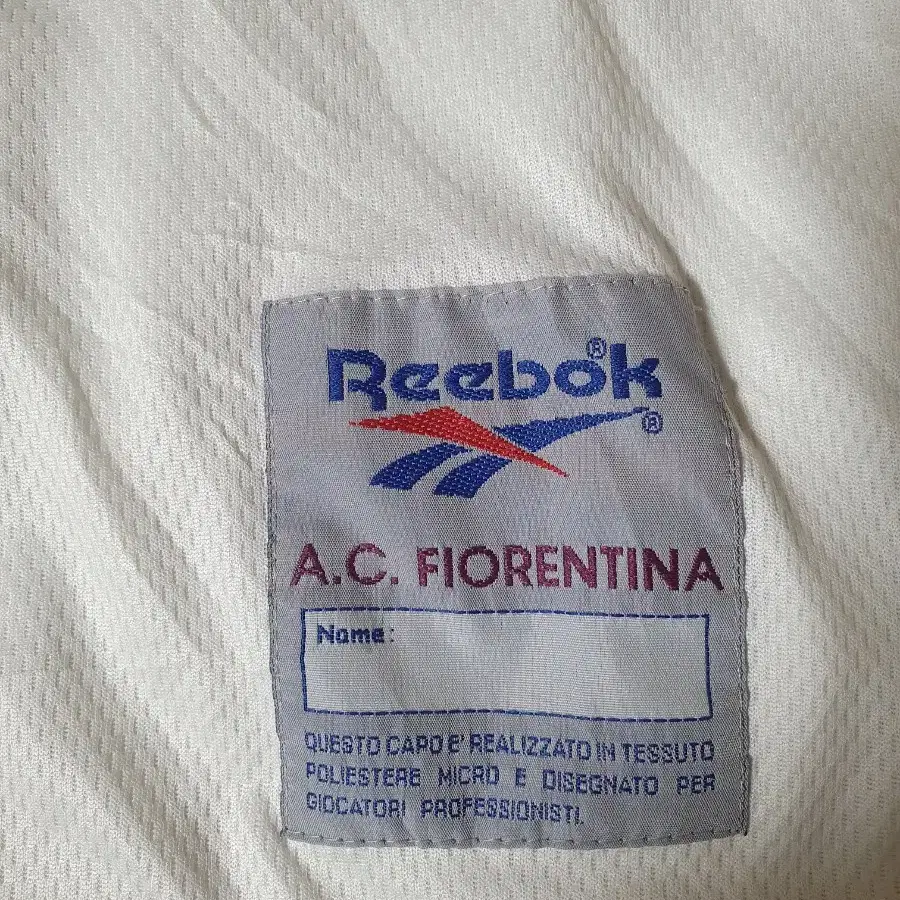 Reebok®
®
A.C. FIORENTINA
Name:
QUESTO CAPO E' REALIZZATO IN TESSUTO
POLIESTERE MICRO E DISEGNATO PER
GIOCATORI PROFESSIONISTI.